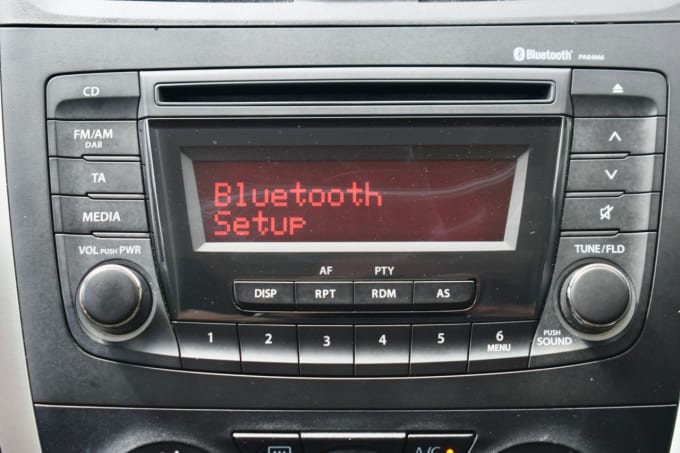 Bluetooth
CD
FM/AM
DAB
TA
MEDIA
VOL PUSH PWR
Bluetooth
Setup
AF PTY
DISP RPT RDM AS
1 2 3 4 5 6
MENU
TUNE/FLD
PUSH
SOUND
A/C